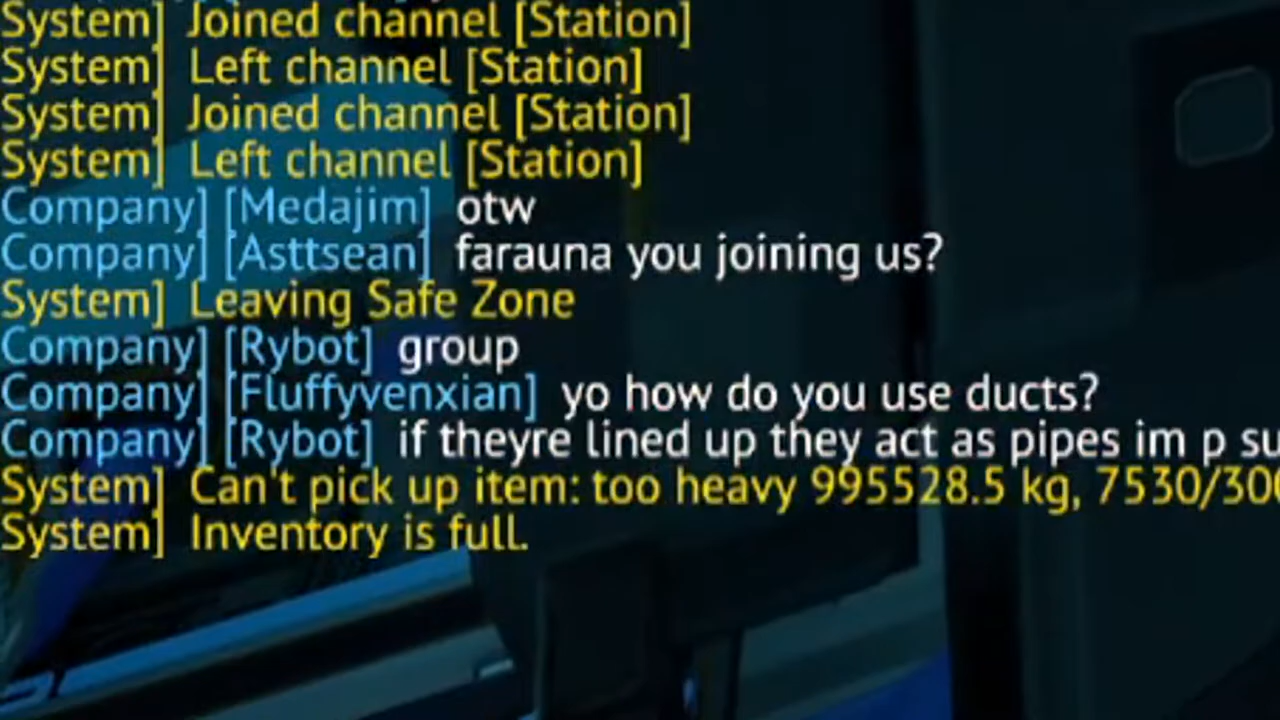 System] Joined channel [Station]
System] Left channel [Station]
System] Joined channel [Station]
System] Left channel [Station]
Company] [Medajim] otw
Company] [Asttsean] farauna you joining us?
System] Leaving Safe Zone
Company] [Rybot] group
Company] [Fluffyvenxian] yo how do you use ducts?
Company] [Rybot] if theyre lined up they act as pipes im p su
System] Can't pick up item: too heavy 995528.5 kg, 7530/300
System] Inventory is full.